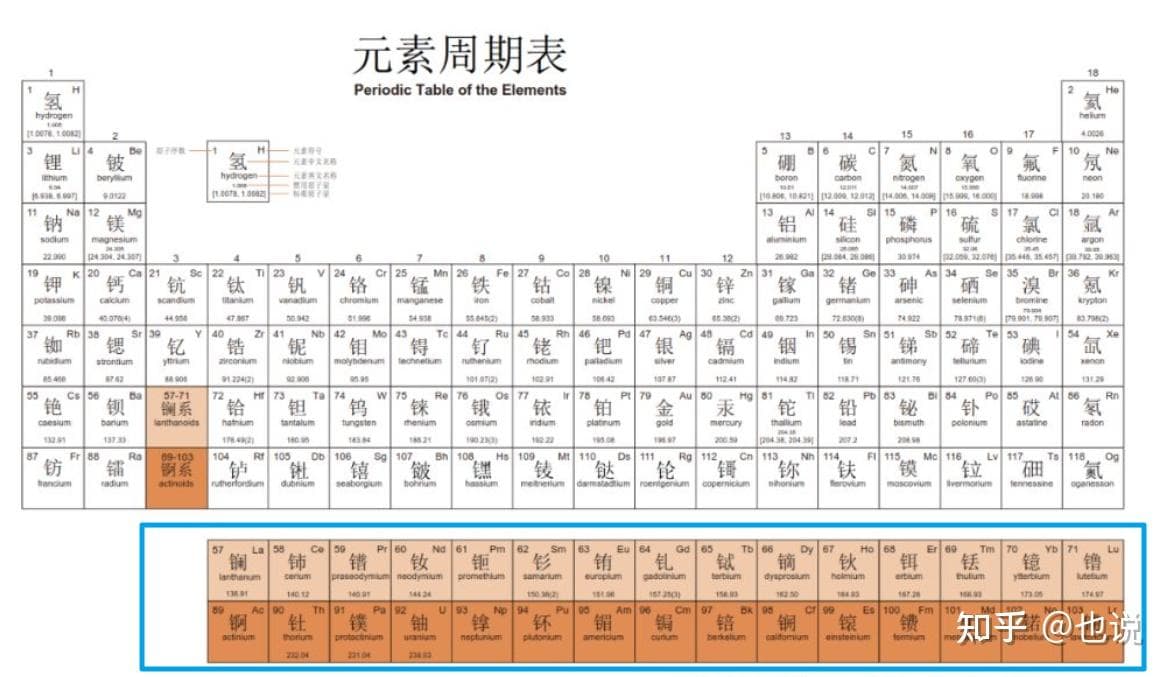 元素周期表
Periodic Table of the Elements
1
18
1 H
氢
hydrogen
1.008
[1.0078, 1.0082]
2 He
氦
helium
4.0026
2
13 14 15 16 17
原子序数
1 H
氢
hydrogen
1.008
[1.0078, 1.0082]
元素符号
元素中文名称
元素英文名称
惯用原子量
标准原子量
3 Li 4 Be 5 B 6 C 7 N 8 O 9 F 10 Ne
锂 铍 硼 碳 氮 氧 氟 氖
lithium beryllium boron carbon nitrogen oxygen fluorine neon
6.94 10.81 12.011 14.007 15.999
[6.938, 6.997] 9.0122 [10.806, 10.821] [12.009, 12.012] [14.006, 14.008] [15.999, 16.000] 18.998 20.180
11 Na 12 Mg 13 Al 14 Si 15 P 16 S 17 Cl 18 Ar
钠 镁 铝 硅 磷 硫 氯 氩
sodium magnesium aluminium silicon phosphorus sulfur chlorine argon
24.305 28.085 32.06 35.45 39.95
22.990 [24.304, 24.307] 26.982 [28.084, 28.086] 30.974 [32.059, 32.076] [35.446, 35.457] [39.792, 39.963]
3 4 5 6 7 8 9 10 11 12
19 K 20 Ca 21 Sc 22 Ti 23 V 24 Cr 25 Mn 26 Fe 27 Co 28 Ni 29 Cu 30 Zn 31 Ga 32 Ge 33 As 34 Se 35 Br 36 Kr
钾 钙 钪 钛 钒 铬 锰 铁 钴 镍 铜 锌 镓 锗 砷 硒 溴 氪
potassium calcium scandium titanium vanadium chromium manganese iron cobalt nickel copper zinc gallium germanium arsenic selenium bromine krypton
79.904
39.098 40.078(4) 44.956 47.867 50.942 51.996 54.938 55.845(2) 58.933 58.693 63.546(3) 65.38(2) 69.723 72.630(8) 74.922 78.971(8) [79.901, 79.907] 83.798(2)
37 Rb 38 Sr 39 Y 40 Zr 41 Nb 42 Mo 43 Tc 44 Ru 45 Rh 46 Pd 47 Ag 48 Cd 49 In 50 Sn 51 Sb 52 Te 53 I 54 Xe
铷 锶 钇 锆 铌 钼 锝 钌 铑 钯 银 镉 铟 锡 锑 碲 碘 氙
rubidium strontium yttrium zirconium niobium molybdenum technetium ruthenium rhodium palladium silver cadmium indium tin antimony tellurium iodine xenon
85.468 87.62 88.906 91.224(2) 92.906 95.95 101.07(2) 102.91 106.42 107.87 112.41 114.82 118.71 121.76 127.60(3) 126.90 131.29
55 Cs 56 Ba 57-71 72 Hf 73 Ta 74 W 75 Re 76 Os 77 Ir 78 Pt 79 Au 80 Hg 81 Tl 82 Pb 83 Bi 84 Po 85 At 86 Rn
铯 钡 镧系 铪 钽 钨 铼 锇 铱 铂 金 汞 铊 铅 铋 钋 砹 氡
caesium barium lanthanoids hafnium tantalum tungsten rhenium osmium iridium platinum gold mercury thallium lead bismuth polonium astatine radon
204.38
132.91 137.33 178.49(2) 180.95 183.84 186.21 190.23(3) 192.22 195.08 196.97 200.59 [204.38, 204.39] 207.2 208.98
87 Fr 88 Ra 89-103 104 Rf 105 Db 106 Sg 107 Bh 108 Hs 109 Mt 110 Ds 111 Rg 112 Cn 113 Nh 114 Fl 115 Mc 116 Lv 117 Ts 118 Og
钫 镭 锕系 𬬻 𬭊 𬭳 𬭛 𬭶 鿏 𫟼 𬬭 鿔 鿭 𫓧 镆 𫟷 鿬 鿫
francium radium actinoids rutherfordium dubnium seaborgium bohrium hassium meitnerium darmstadtium roentgenium copernicium nihonium flerovium moscovium livermorium tennessine oganesson
57 La 58 Ce 59 Pr 60 Nd 61 Pm 62 Sm 63 Eu 64 Gd 65 Tb 66 Dy 67 Ho 68 Er 69 Tm 70 Yb 71 Lu
镧 铈 镨 钕 钷 钐 铕 钆 铽 镝 钬 铒 铥 镱 镥
lanthanum cerium praseodymium neodymium promethium samarium europium gadolinium terbium dysprosium holmium erbium thulium ytterbium lutetium
138.91 140.12 140.91 144.24 150.36(2) 151.96 157.25(3) 158.93 162.50 164.93 167.26 168.93 173.05 174.97
89 Ac 90 Th 91 Pa 92 U 93 Np 94 Pu 95 Am 96 Cm 97 Bk 98 Cf 99 Es 100 Fm 101 Md 102 103 Lr
锕 钍 镤 铀 镎 钚 镅 锔 锫 锎 锿 镄 锘
actinium thorium protactinium uranium neptunium plutonium americium curium berkelium californium einsteinium fermium
232.04 231.04 238.03
知乎 @也说